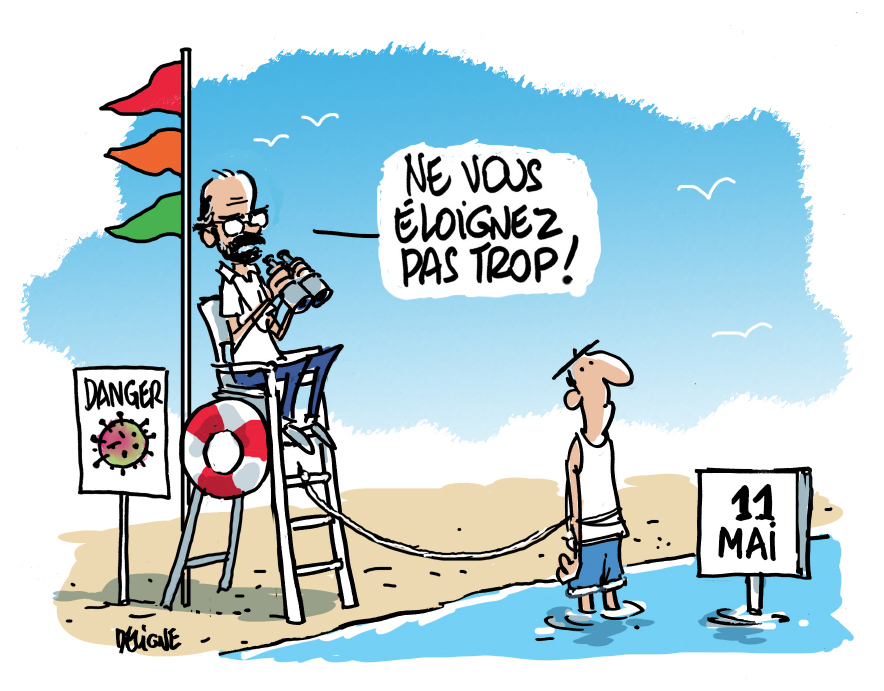 NE VOUS
ÉLOIGNEZ
PAS TROP!
DANGER
11
MAI
DELIGNE